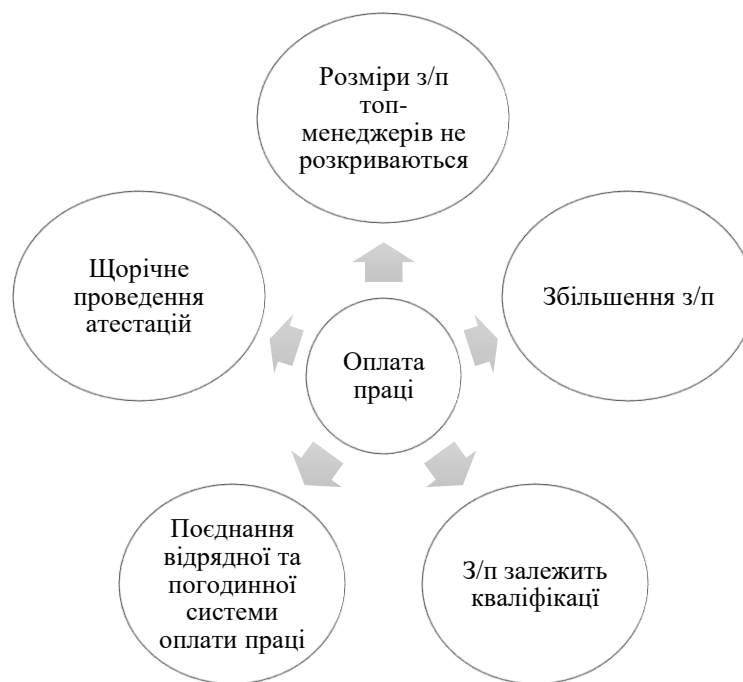 Розміри з/п
топ-
менеджерів не
розкриваються
Щорічне
проведення
атестацій
Збільшення з/п
Оплата
праці
Поєднання
відрядної та
погодинної
системи
оплати праці
З/п залежить
кваліфікаці